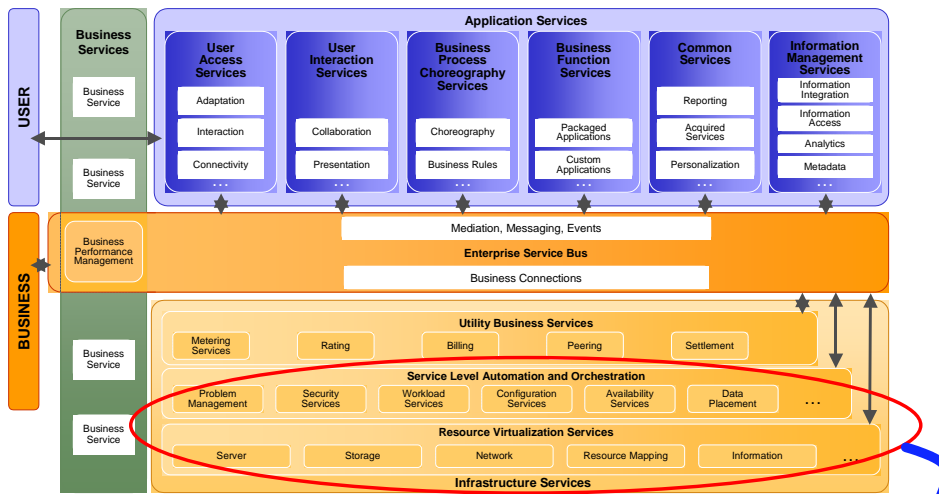 Application Services
USER
BUSINESS
Business
Services
Business
Service
Business
Service
Business
Performance
Management
Business
Service
Business
Service
User
Access
Services
Adaptation
Interaction
Connectivity
...
User
Interaction
Services
Collaboration
Presentation
...
Business
Process
Choreography
Services
Choreography
Business Rules
...
Business
Function
Services
Packaged
Applications
Custom
Applications
...
Common
Services
Reporting
Acquired
Services
Personalization
...
Information
Management
Services
Information
Integration
Information
Access
Analytics
Metadata
...
Mediation, Messaging, Events
Enterprise Service Bus
Business Connections
Utility Business Services
Metering
Services
Rating
Billing
Peering
Settlement
Service Level Automation and Orchestration
Problem
Management
Security
Services
Workload
Services
Configuration
Services
Availability
Services
Data
Placement
...
Resource Virtualization Services
Server
Storage
Network
Resource Mapping
Information
...
Infrastructure Services